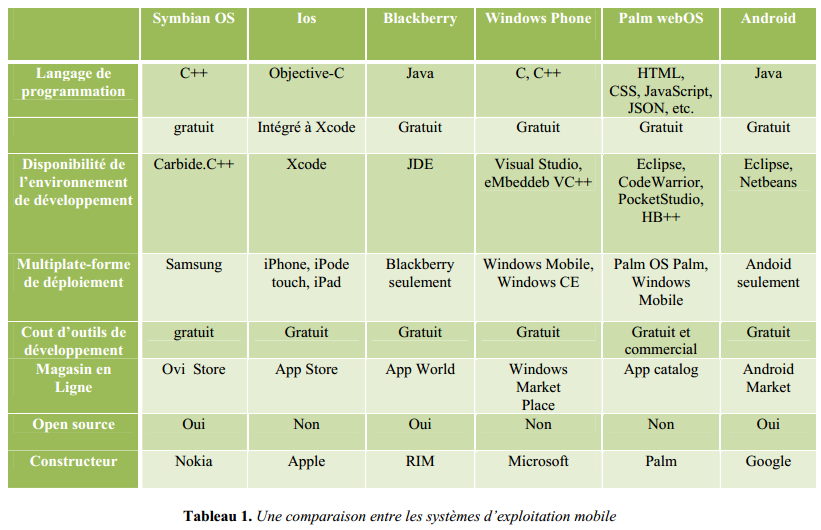 Symbian OS Ios Blackberry Windows Phone Palm webOS Android
Langage de C++ Objective-C Java C, C++ HTML, Java
programmation CSS, JavaScript,
JSON, etc.
gratuit Intégré à Xcode Gratuit Gratuit Gratuit Gratuit
Disponibilité de Carbide.C++ Xcode JDE Visual Studio, Eclipse, Eclipse,
l'environnement eMbeddeb VC++ CodeWarrior, Netbeans
de développement PocketStudio,
HB++
Multiplate-forme Samsung iPhone, iPode Blackberry Windows Mobile, Palm OS Palm, Andoid
de déploiement touch, iPad seulement Windows CE Windows seulement
Mobile
Cout d'outils de gratuit Gratuit Gratuit Gratuit Gratuit et Gratuit
développement commercial
Magasin en Ovi Store App Store App World Windows App catalog Android
Ligne Market Market
Place
Open source Oui Non Oui Non Non Oui
Constructeur Nokia Apple RIM Microsoft Palm Google
Tableau 1. Une comparaison entre les systèmes d'exploitation mobile